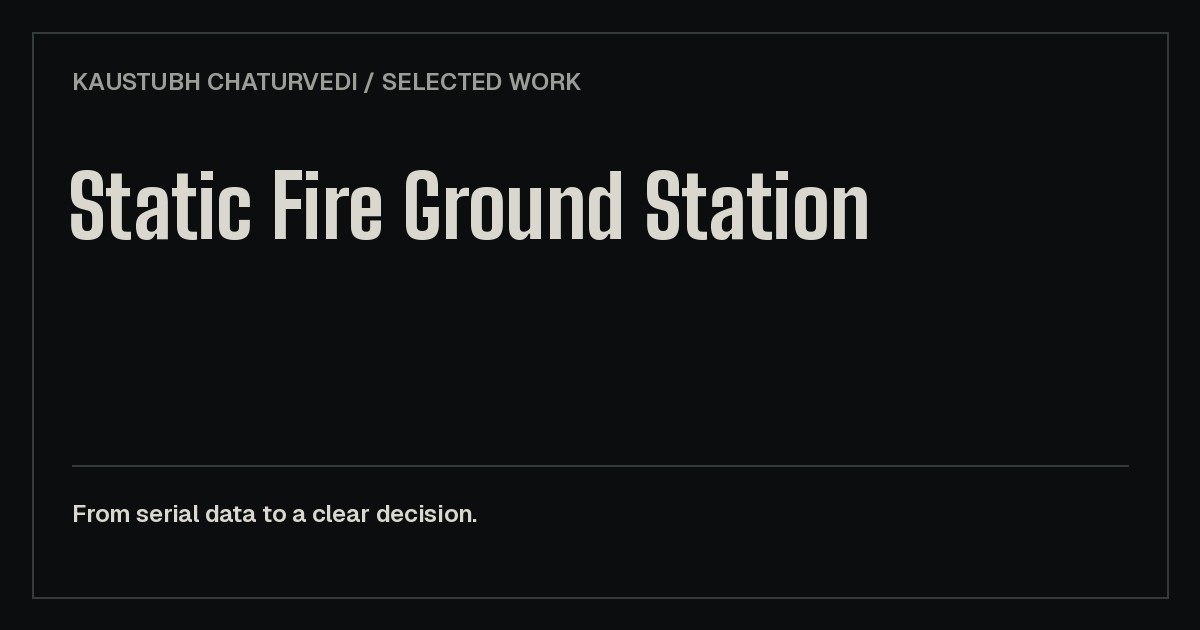 KAUSTUBH CHATURVEDI / SELECTED WORK
Static Fire Ground Station
From serial data to a clear decision.